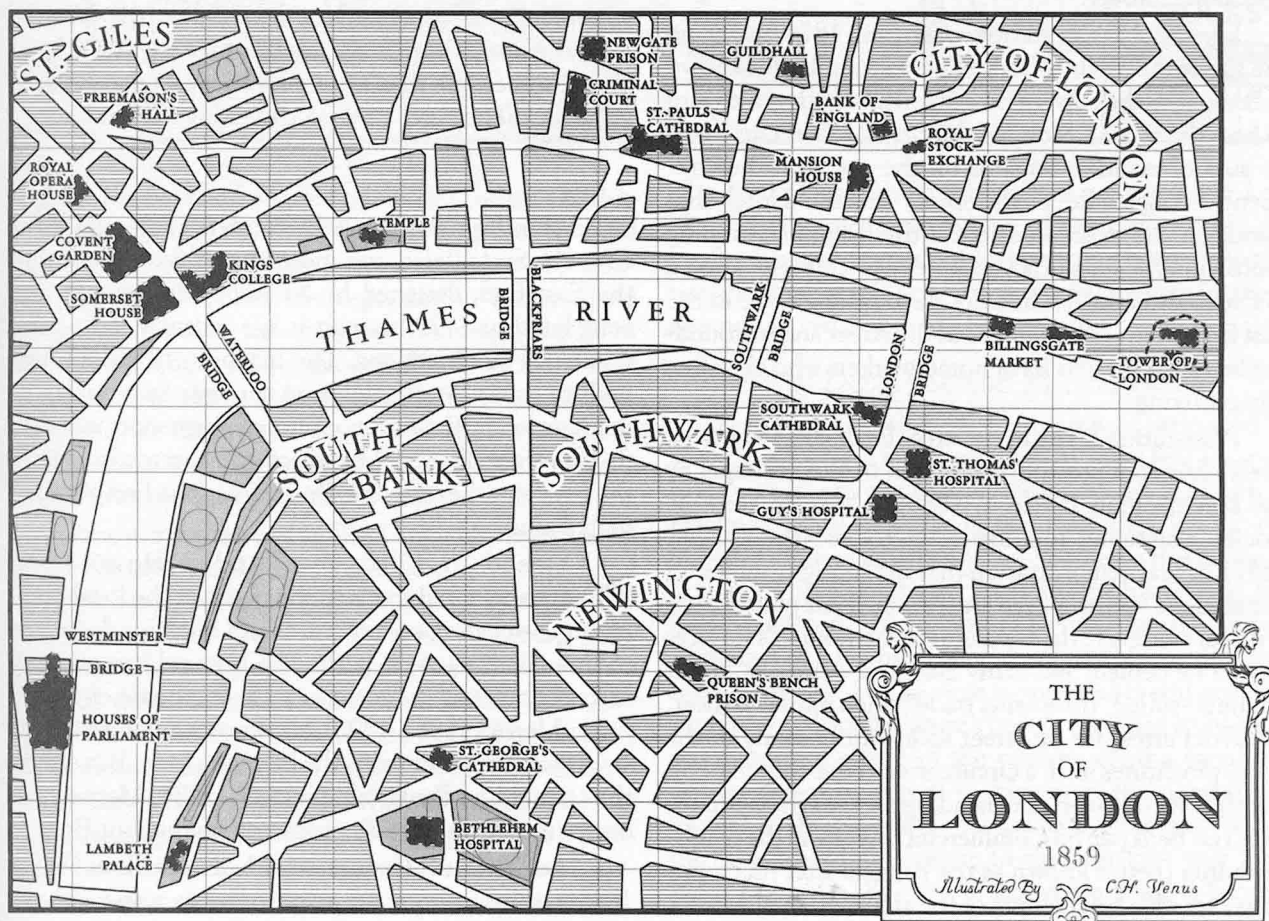 ST. GILES
FREEMASON'S
HALL
ROYAL
OPERA
HOUSE
COVENT
GARDEN
SOMERSET
HOUSE
KINGS
COLLEGE
TEMPLE
NEWGATE
PRISON
CRIMINAL
COURT
ST. PAULS
CATHEDRAL
GUILDHALL
CITY OF LONDON
BANK OF
ENGLAND
ROYAL
STOCK
EXCHANGE
MANSION
HOUSE
WATERLOO
BRIDGE
THAMES RIVER
BLACKFRIARS
BRIDGE
SOUTHWARK
BRIDGE
LONDON
BRIDGE
BILLINGSGATE
MARKET
TOWER OF
LONDON
SOUTHWARK
CATHEDRAL
SOUTH
BANK
SOUTHWARK
ST. THOMAS'
HOSPITAL
GUY'S HOSPITAL
NEWINGTON
WESTMINSTER
BRIDGE
HOUSES OF
PARLIAMENT
QUEEN'S BENCH
PRISON
ST. GEORGE'S
CATHEDRAL
BETHLEHEM
HOSPITAL
LAMBETH
PALACE
THE
CITY
OF
LONDON
1859
Illustrated By C.H. Venus